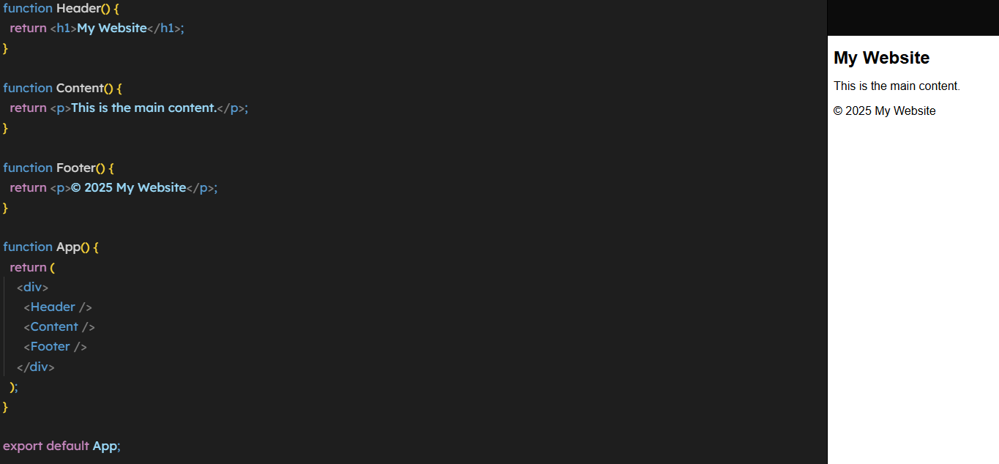 function Header() {
  return <h1>My Website</h1>;
}
function Content() {
  return <p>This is the main content.</p>;
}
function Footer() {
  return <p>© 2025 My Website</p>;
}
function App() {
  return (
    <div>
      <Header />
      <Content />
      <Footer />
    </div>
  );
}
export default App;
My Website
This is the main content.
© 2025 My Website